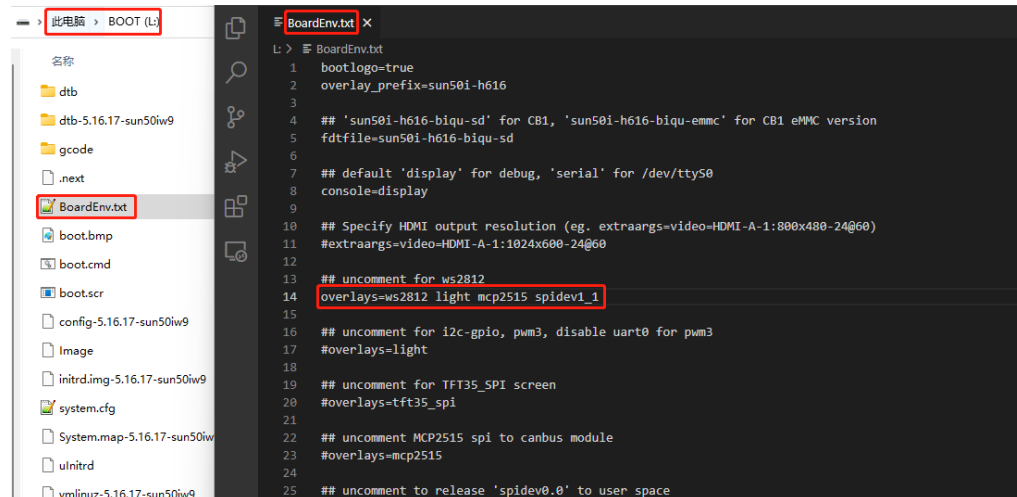 此电脑 > BOOT (L:)
名称
dtb
dtb-5.16.17-sun50iw9
gcode
.next
BoardEnv.txt
boot.bmp
boot.cmd
boot.scr
config-5.16.17-sun50iw9
Image
initrd.img-5.16.17-sun50iw9
system.cfg
System.map-5.16.17-sun50iw
uInitrd
vmlinuz-5.16.17-sun50iw9
BoardEnv.txt
L: > BoardEnv.txt
1 bootlogo=true
2 overlay_prefix=sun50i-h616
3
4 ## 'sun50i-h616-biqu-sd' for CB1, 'sun50i-h616-biqu-emmc' for CB1 eMMC version
5 fdtfile=sun50i-h616-biqu-sd
6
7 ## default 'display' for debug, 'serial' for /dev/ttyS0
8 console=display
9
10 ## Specify HDMI output resolution (eg. extraargs=video=HDMI-A-1:800x480-24@60)
11 #extraargs=video=HDMI-A-1:1024x600-24@60
12
13 ## uncomment for ws2812
14 overlays=ws2812 light mcp2515 spidev1_1
15
16 ## uncomment for i2c-gpio, pwm3, disable uart0 for pwm3
17 #overlays=light
18
19 ## uncomment for TFT35_SPI screen
20 #overlays=tft35_spi
21
22 ## uncomment MCP2515 spi to canbus module
23 #overlays=mcp2515
24
25 ## uncomment to release 'spidev0.0' to user space